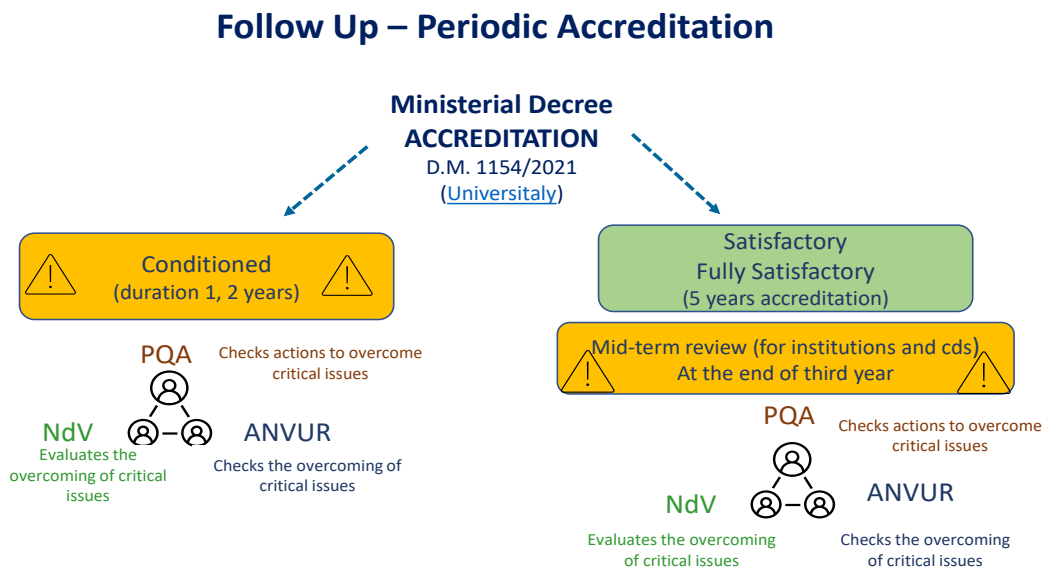 Follow Up – Periodic Accreditation
Ministerial Decree
ACCREDITATION
D.M. 1154/2021
(Universitaly)
Conditioned
(duration 1, 2 years)
PQA
Checks actions to overcome
critical issues
NdV
Evaluates the
overcoming of critical
issues
ANVUR
Checks the overcoming of
critical issues
Satisfactory
Fully Satisfactory
(5 years accreditation)
Mid-term review (for institutions and cds)
At the end of third year
PQA
Checks actions to overcome
critical issues
NdV
Evaluates the overcoming
of critical issues
ANVUR
Checks the overcoming
of critical issues